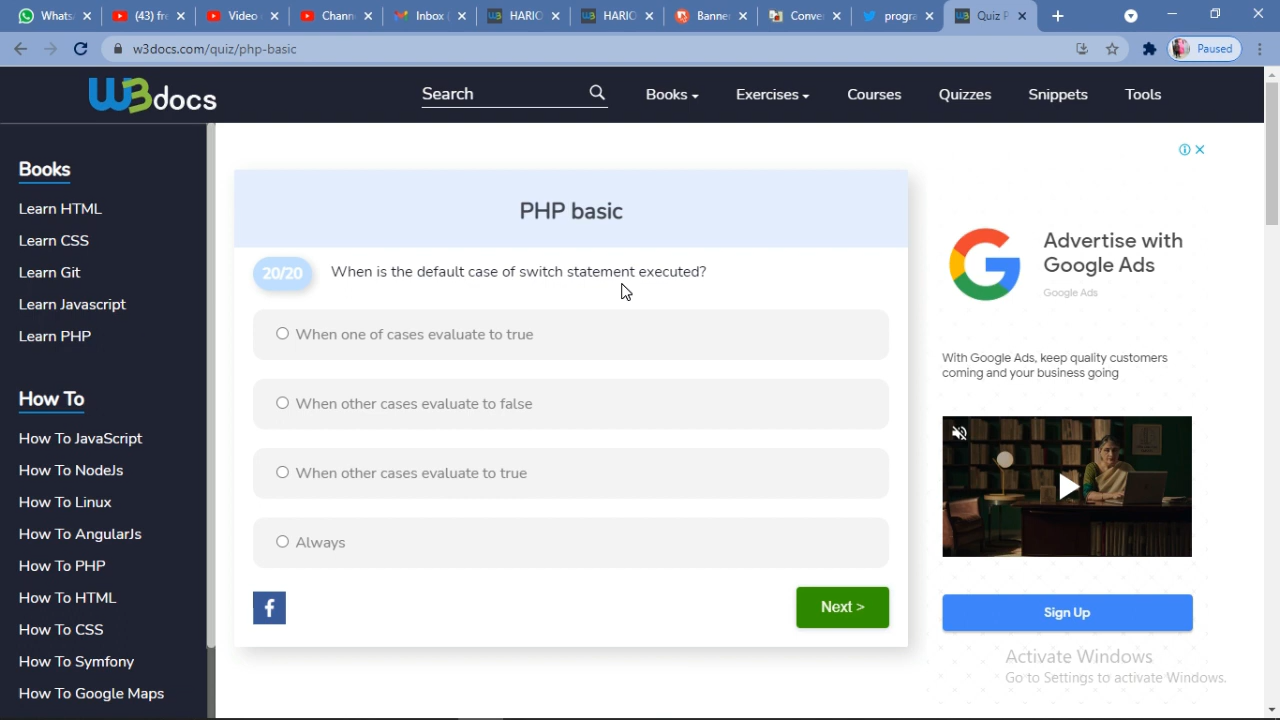 Whats/
(43) fr
Video
Chann
Inbox (
HARIO
HARIO
Banne
Conve
progra
Quiz P
w3docs.com/quiz/php-basic
Paused
W3docs
Search
Books
Exercises
Courses
Quizzes
Snippets
Tools
Books
Learn HTML
Learn CSS
Learn Git
Learn Javascript
Learn PHP
How To
How To JavaScript
How To NodeJs
How To Linux
How To AngularJs
How To PHP
How To HTML
How To CSS
How To Symfony
How To Google Maps
PHP basic
20/20 When is the default case of switch statement executed?
When one of cases evaluate to true
When other cases evaluate to false
When other cases evaluate to true
Always
f
Next >
Advertise with
Google Ads
Google Ads
With Google Ads, keep quality customers
coming and your business going
Sign Up
Activate Windows
Go to Settings to activate Windows.